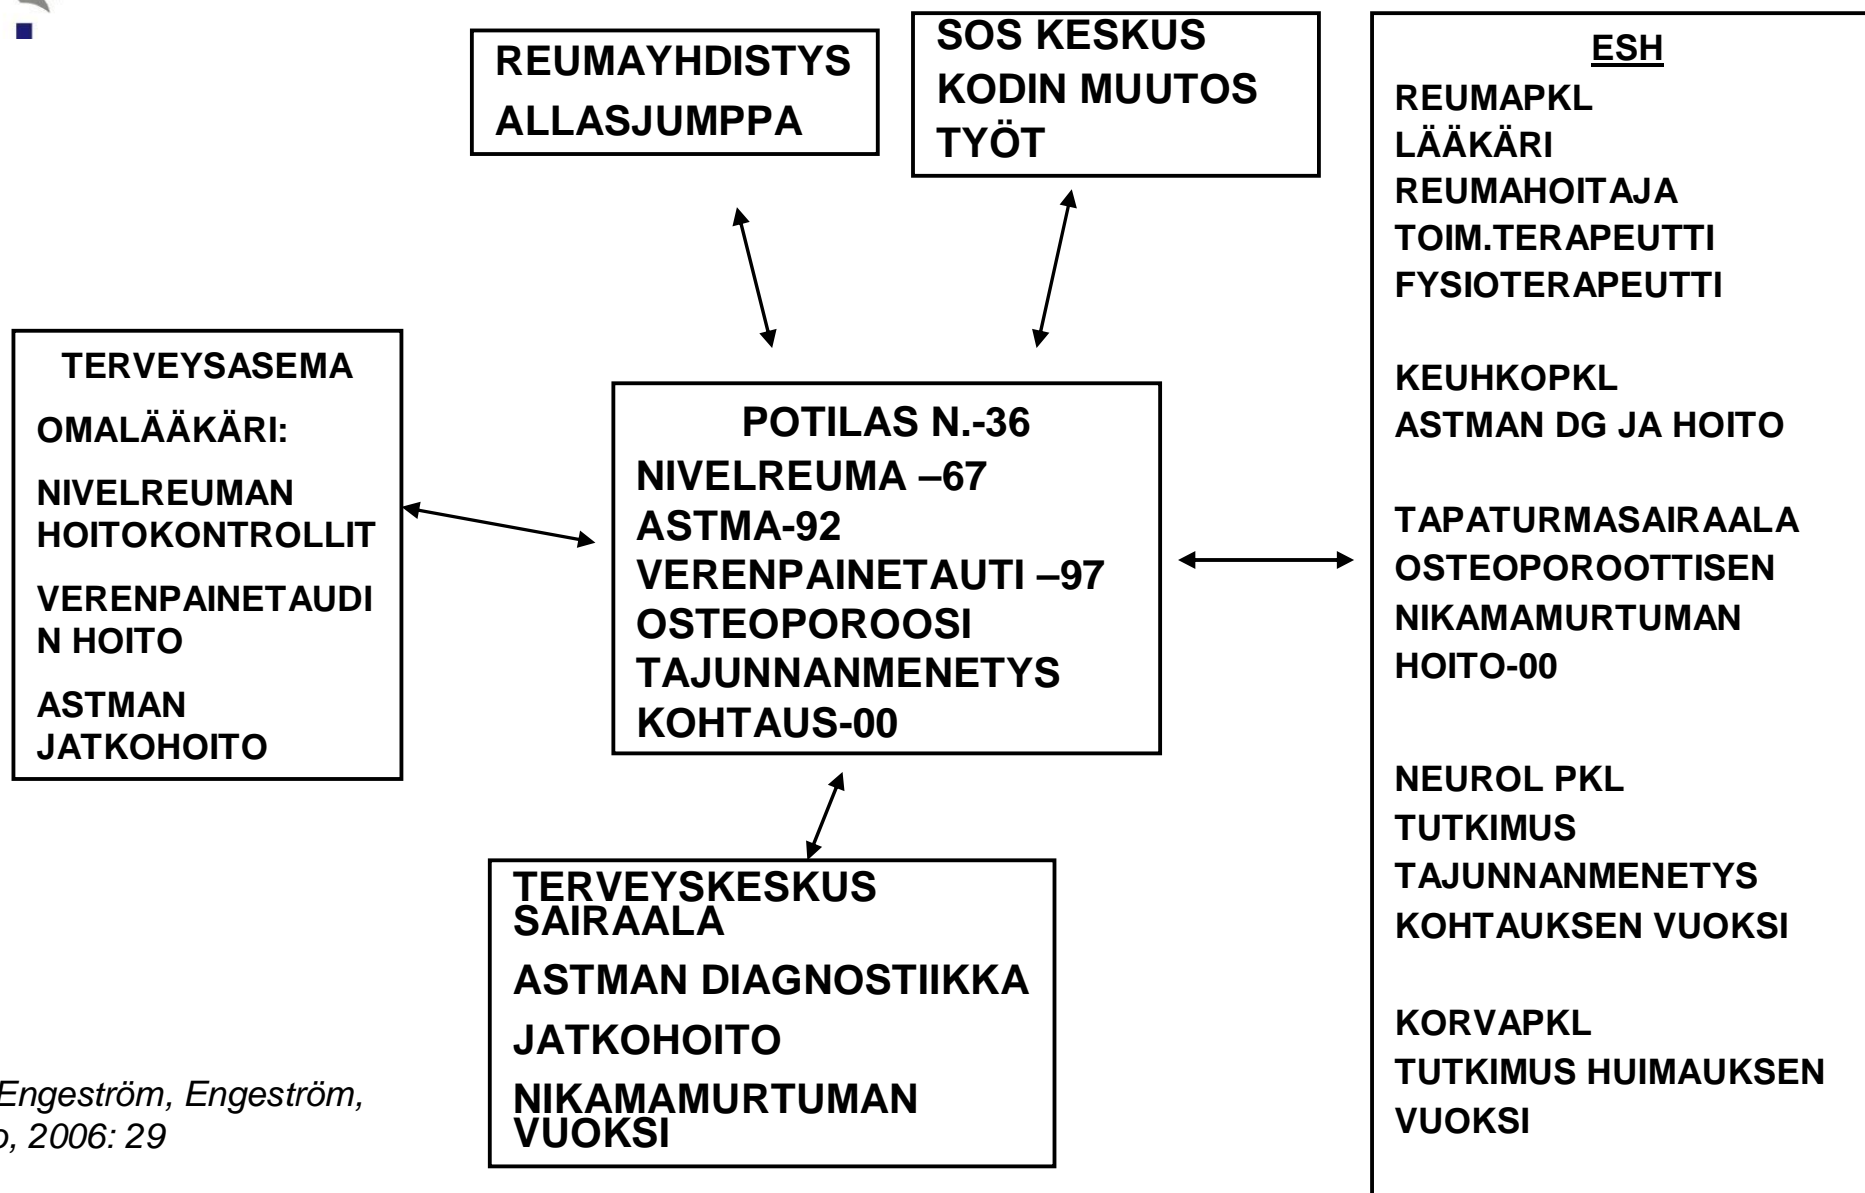 REUMAYHDISTYS
ALLASJUMPPA
SOS KESKUS
KODIN MUUTOS
TYÖT
ESH
REUMAPKL
LÄÄKÄRI
REUMAHOITAJA
TOIM.TERAPEUTTI
FYSIOTERAPEUTTI
KEUHKOPKL
ASTMAN DG JA HOITO
TAPATURMASAIRAALA
OSTEOPOROOTTISEN
NIKAMAMURTUMAN
HOITO-00
NEUROL PKL
TUTKIMUS
TAJUNNANMENETYS
KOHTAUKSEN VUOKSI
KORVAPKL
TUTKIMUS HUIMAUKSEN
VUOKSI
TERVEYSASEMA
OMALÄÄKÄRI:
NIVELREUMAN
HOITOKONTROLLIT
VERENPAINETAUDI
N HOITO
ASTMAN
JATKOHOITO
POTILAS N.-36
NIVELREUMA –67
ASTMA-92
VERENPAINETAUTI –97
OSTEOPOROOSI
TAJUNNANMENETYS
KOHTAUS-00
TERVEYSKESKUS
SAIRAALA
ASTMAN DIAGNOSTIIKKA
JATKOHOITO
NIKAMAMURTUMAN
VUOKSI
Engeström, Engeström,
2006: 29